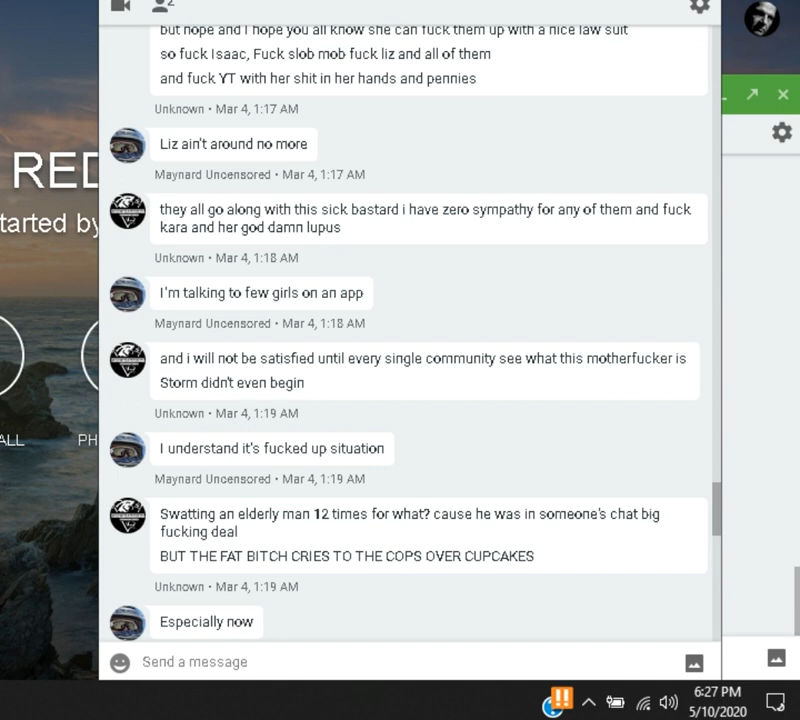 but nope and I hope you all know she can fuck them up with a nice law suit
so fuck Isaac, Fuck slob mob fuck liz and all of them
and fuck YT with her shit in her hands and pennies
Unknown • Mar 4, 1:17 AM
Liz ain't around no more
Maynard Uncensored • Mar 4, 1:17 AM
they all go along with this sick bastard i have zero sympathy for any of them and fuck
kara and her god damn lupus
Unknown • Mar 4, 1:18 AM
I'm talking to few girls on an app
Maynard Uncensored • Mar 4, 1:18 AM
and i will not be satisfied until every single community see what this motherfucker is
Storm didn't even begin
Unknown • Mar 4, 1:19 AM
I understand it's fucked up situation
Maynard Uncensored • Mar 4, 1:19 AM
Swatting an elderly man 12 times for what? cause he was in someone's chat big
fucking deal
BUT THE FAT BITCH CRIES TO THE COPS OVER CUPCAKES
Unknown • Mar 4, 1:19 AM
Especially now
Send a message
2
RED
tarted by
ALL
PH
6:27 PM
5/10/2020